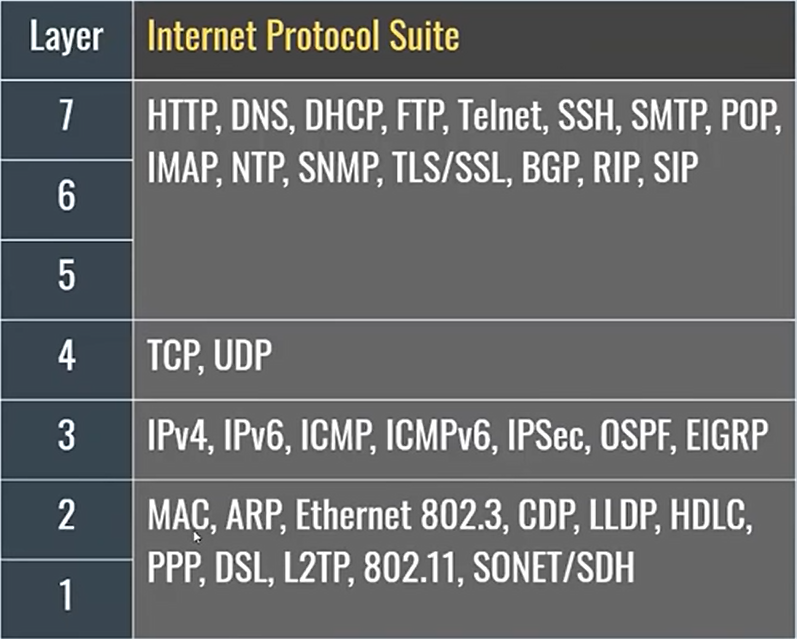 Layer Internet Protocol Suite
7 HTTP, DNS, DHCP, FTP, Telnet, SSH, SMTP, POP,
IMAP, NTP, SNMP, TLS/SSL, BGP, RIP, SIP
6
5
4 TCP, UDP
3 IPv4, IPv6, ICMP, ICMPv6, IPSec, OSPF, EIGRP
2 MAC, ARP, Ethernet 802.3, CDP, LLDP, HDLC,
PPP, DSL, L2TP, 802.11, SONET/SDH
1